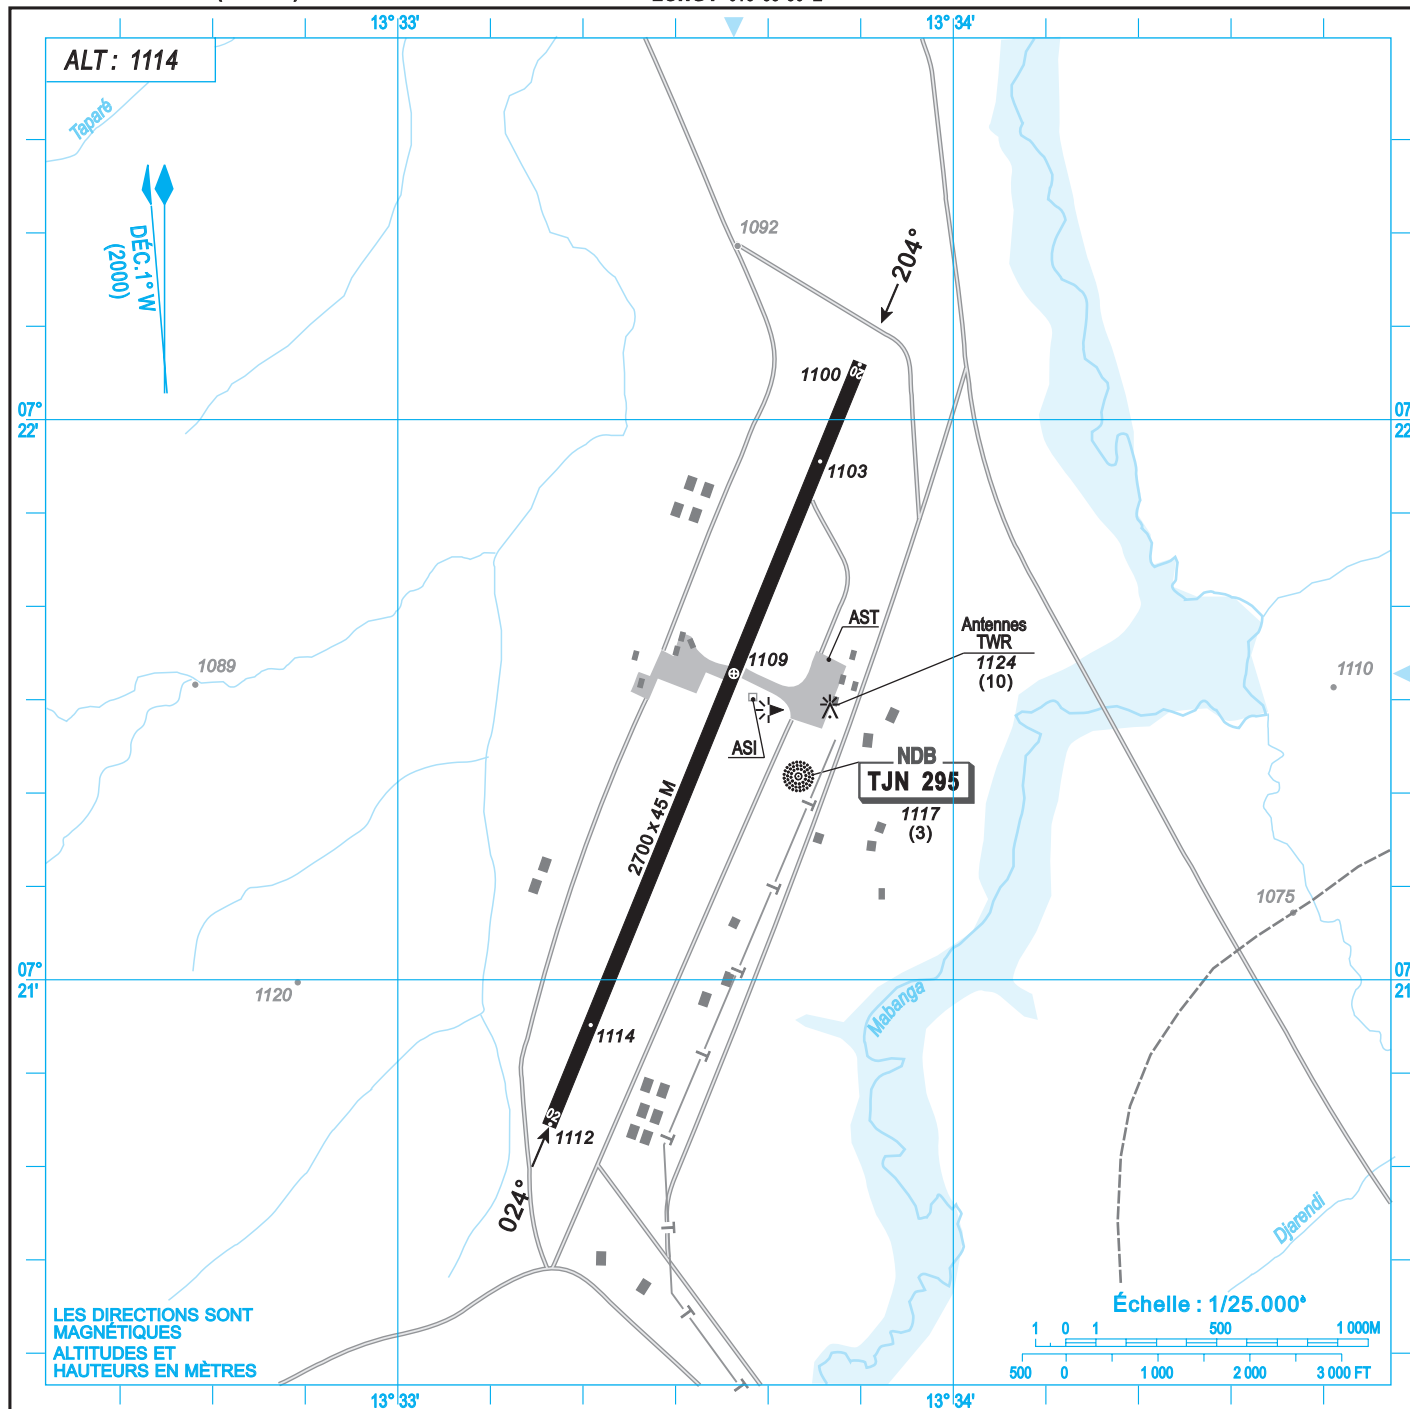 13°33'
13°34'
ALT : 1114
Taparé
DÉC.1° W
(2000)
1092
204°
1100
20
07°
22'
07
22
1103
AST
Antennes
TWR
1124
(10)
1109
1089
1110
ASI
NDB
TJN 295
1117
(3)
2700 x 45 M
1075
07°
21'
07
21
1120
Mabanga
1114
02
1112
024°
Djarendi
LES DIRECTIONS SONT
MAGNÉTIQUES
ALTITUDES ET
HAUTEURS EN MÈTRES
Échelle : 1/25.000
1 0 1 500 1 000M
500 0 1 000 2 000 3 000 FT
13°33'
13°34'
T
T
T
T
T
T
T
T